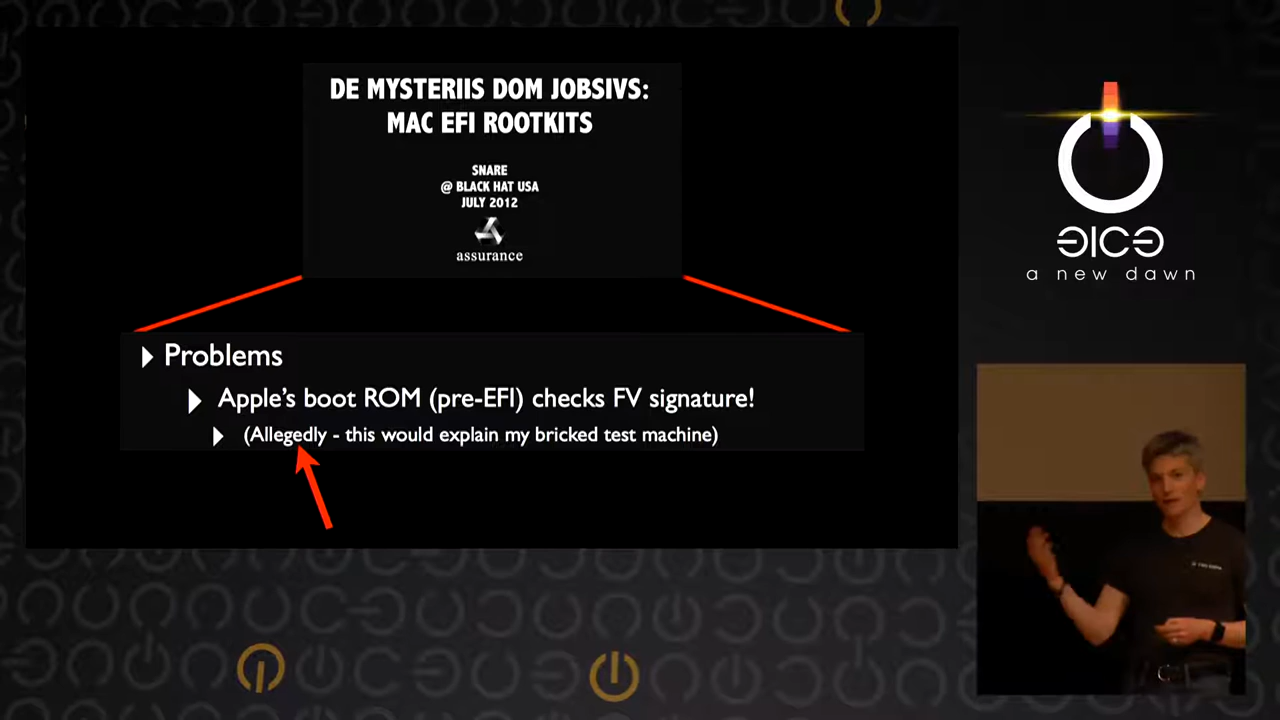 DE MYSTERIIS DOM JOBSIVS:
MAC EFI ROOTKITS
SNARE
@ BLACK HAT USA
JULY 2012
assurance
Problems
Apple's boot ROM (pre-EFI) checks FV signature!
(Allegedly - this would explain my bricked test machine)
31C3
a new dawn